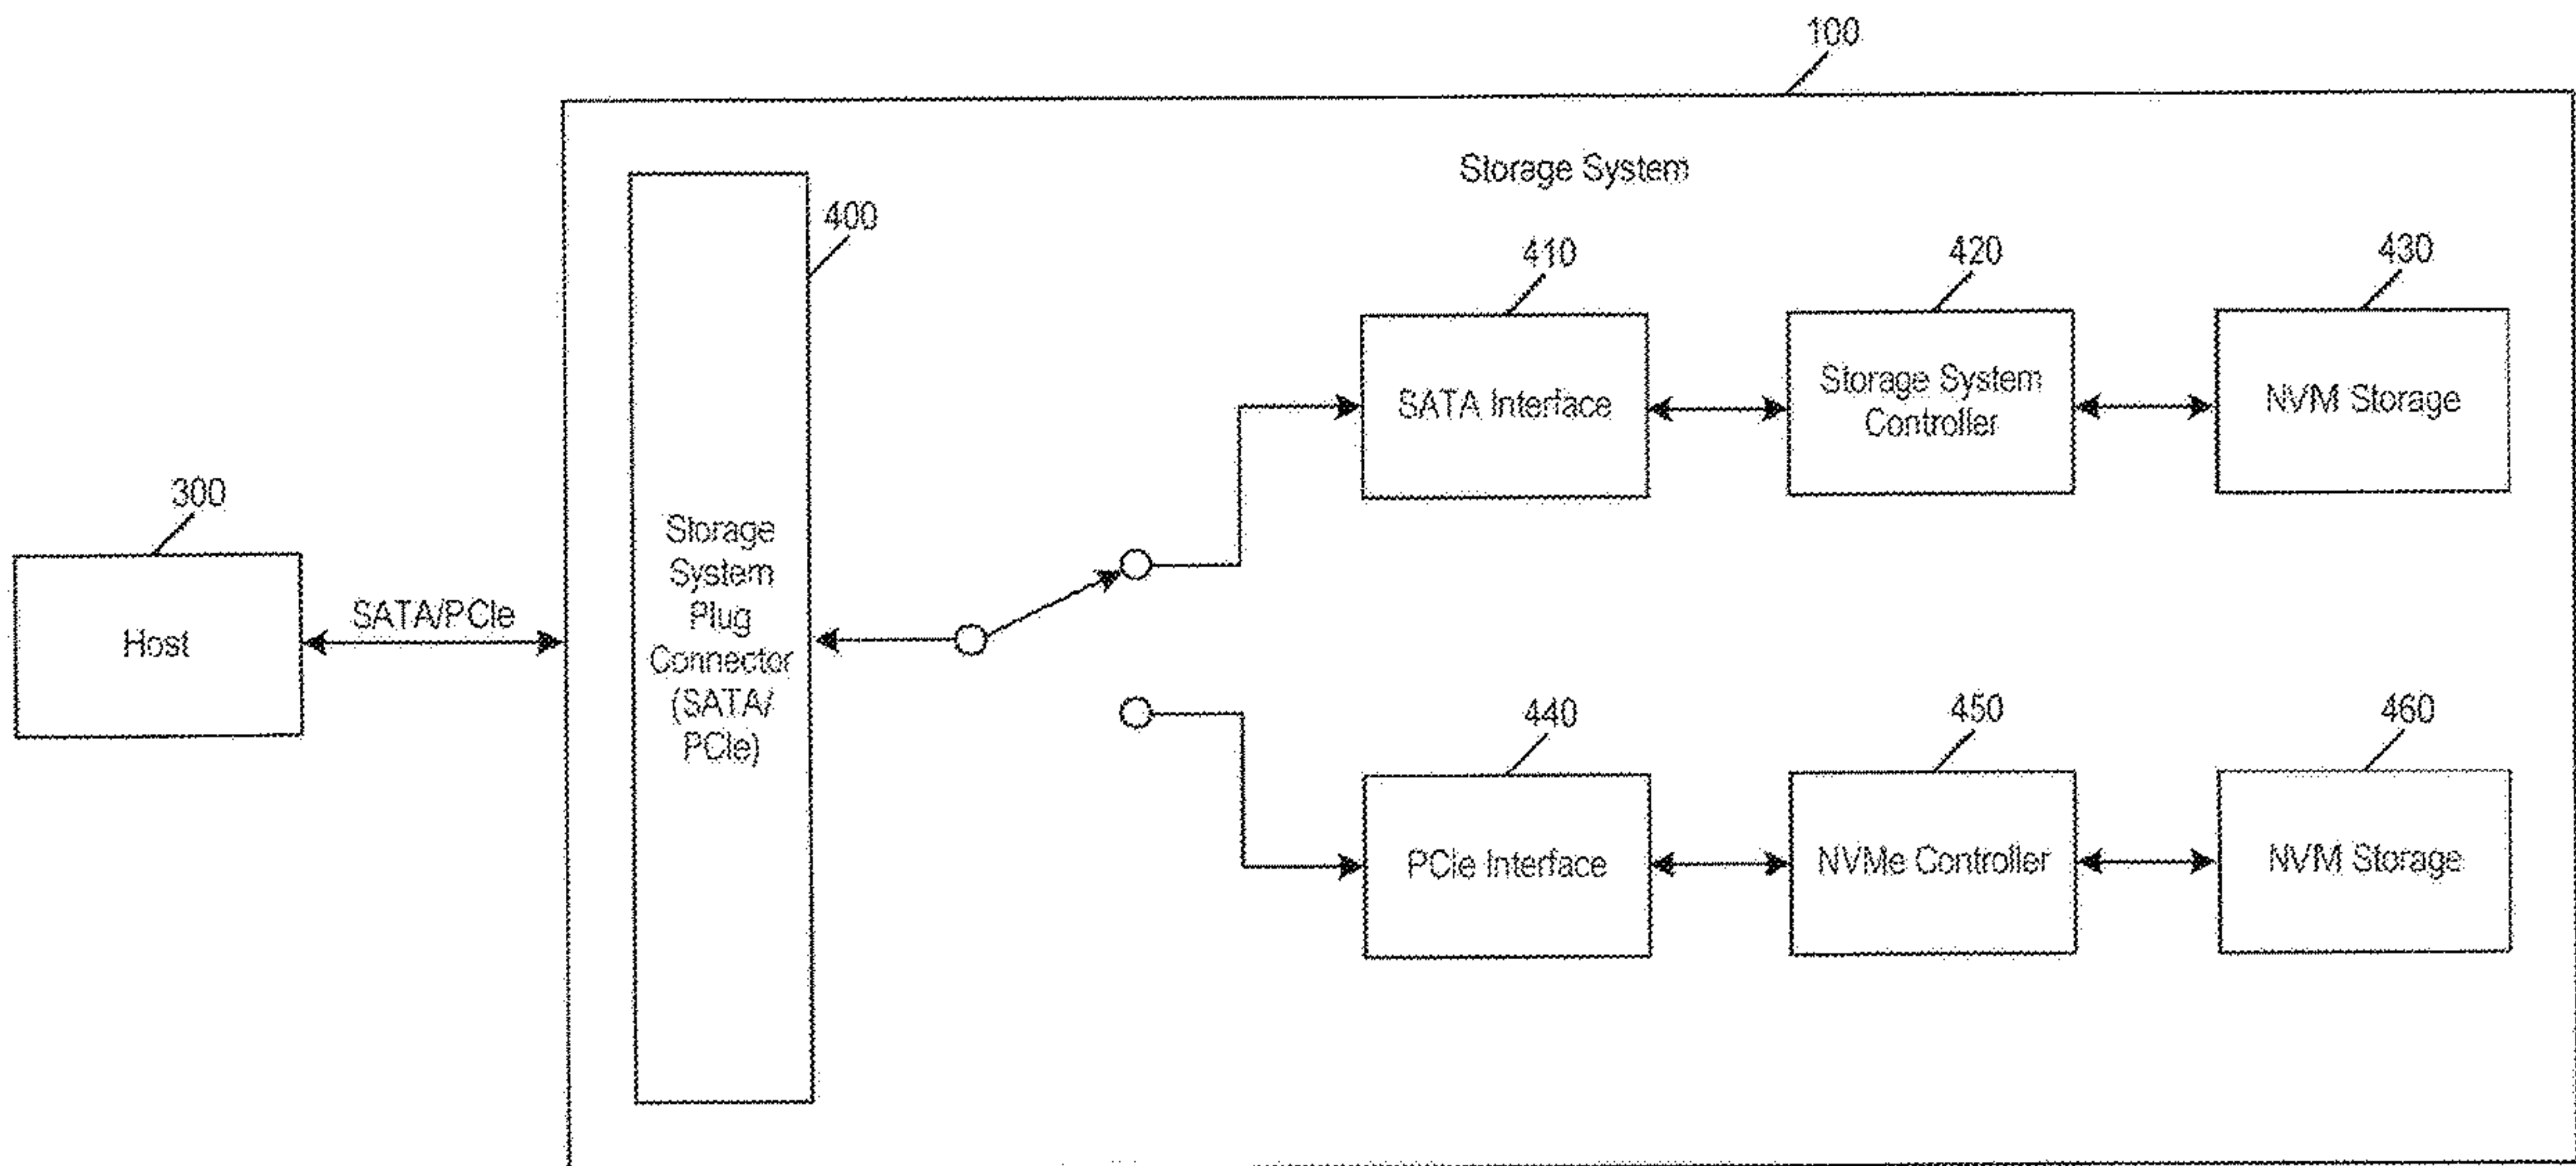 100
Storage System
400
410
420
430
SATA Interface
Storage System
Controller
NVM Storage
300
Host
SATA/PCIe
Storage
System
Plug
Connector
(SATA/
PCIe)
440
450
460
PCIe Interface
NVMe Controller
NVM Storage